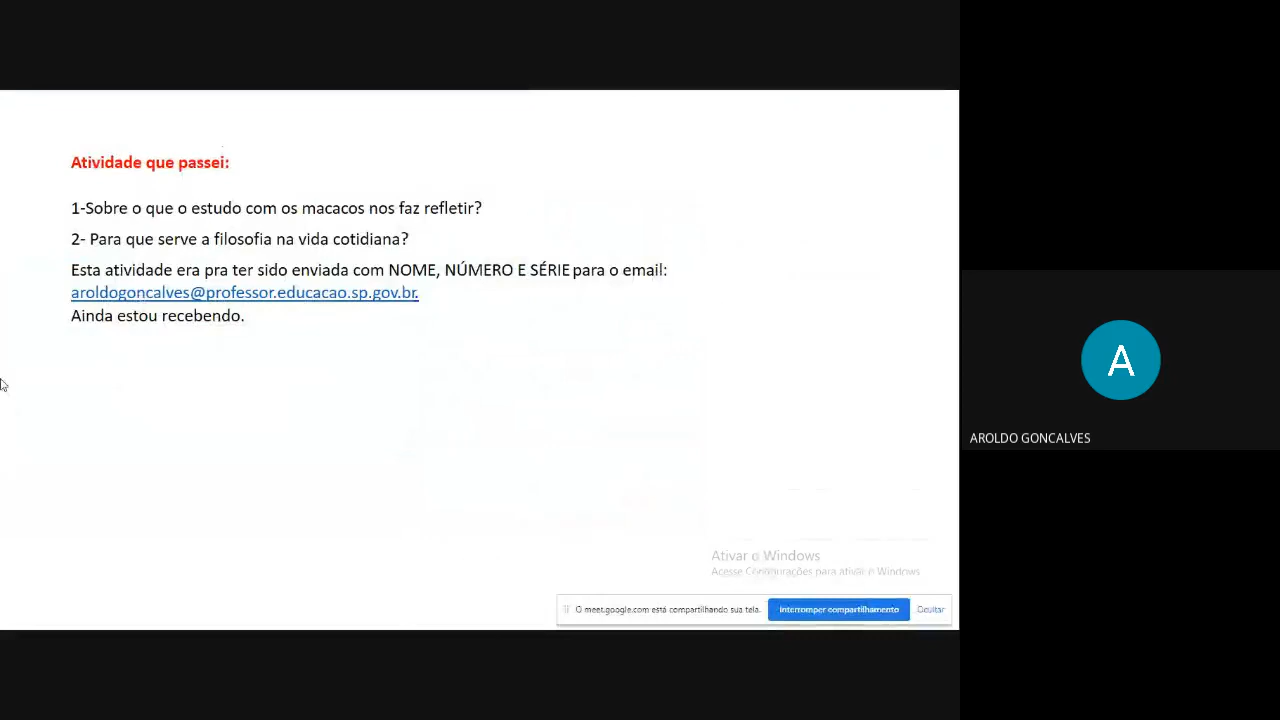 Atividade que passei:
1-Sobre o que o estudo com os macacos nos faz refletir?
2- Para que serve a filosofia na vida cotidiana?
Esta atividade era pra ter sido enviada com NOME, NÚMERO E SÉRIE para o email:
aroldogoncalves@professor.educacao.sp.gov.br.
Ainda estou recebendo.
A
AROLDO GONCALVES
Ativar o Windows
Acesse Configurações para ativar o Windows
O meet.google.com está compartilhando sua tela.
Interromper compartilhamento
Ocultar